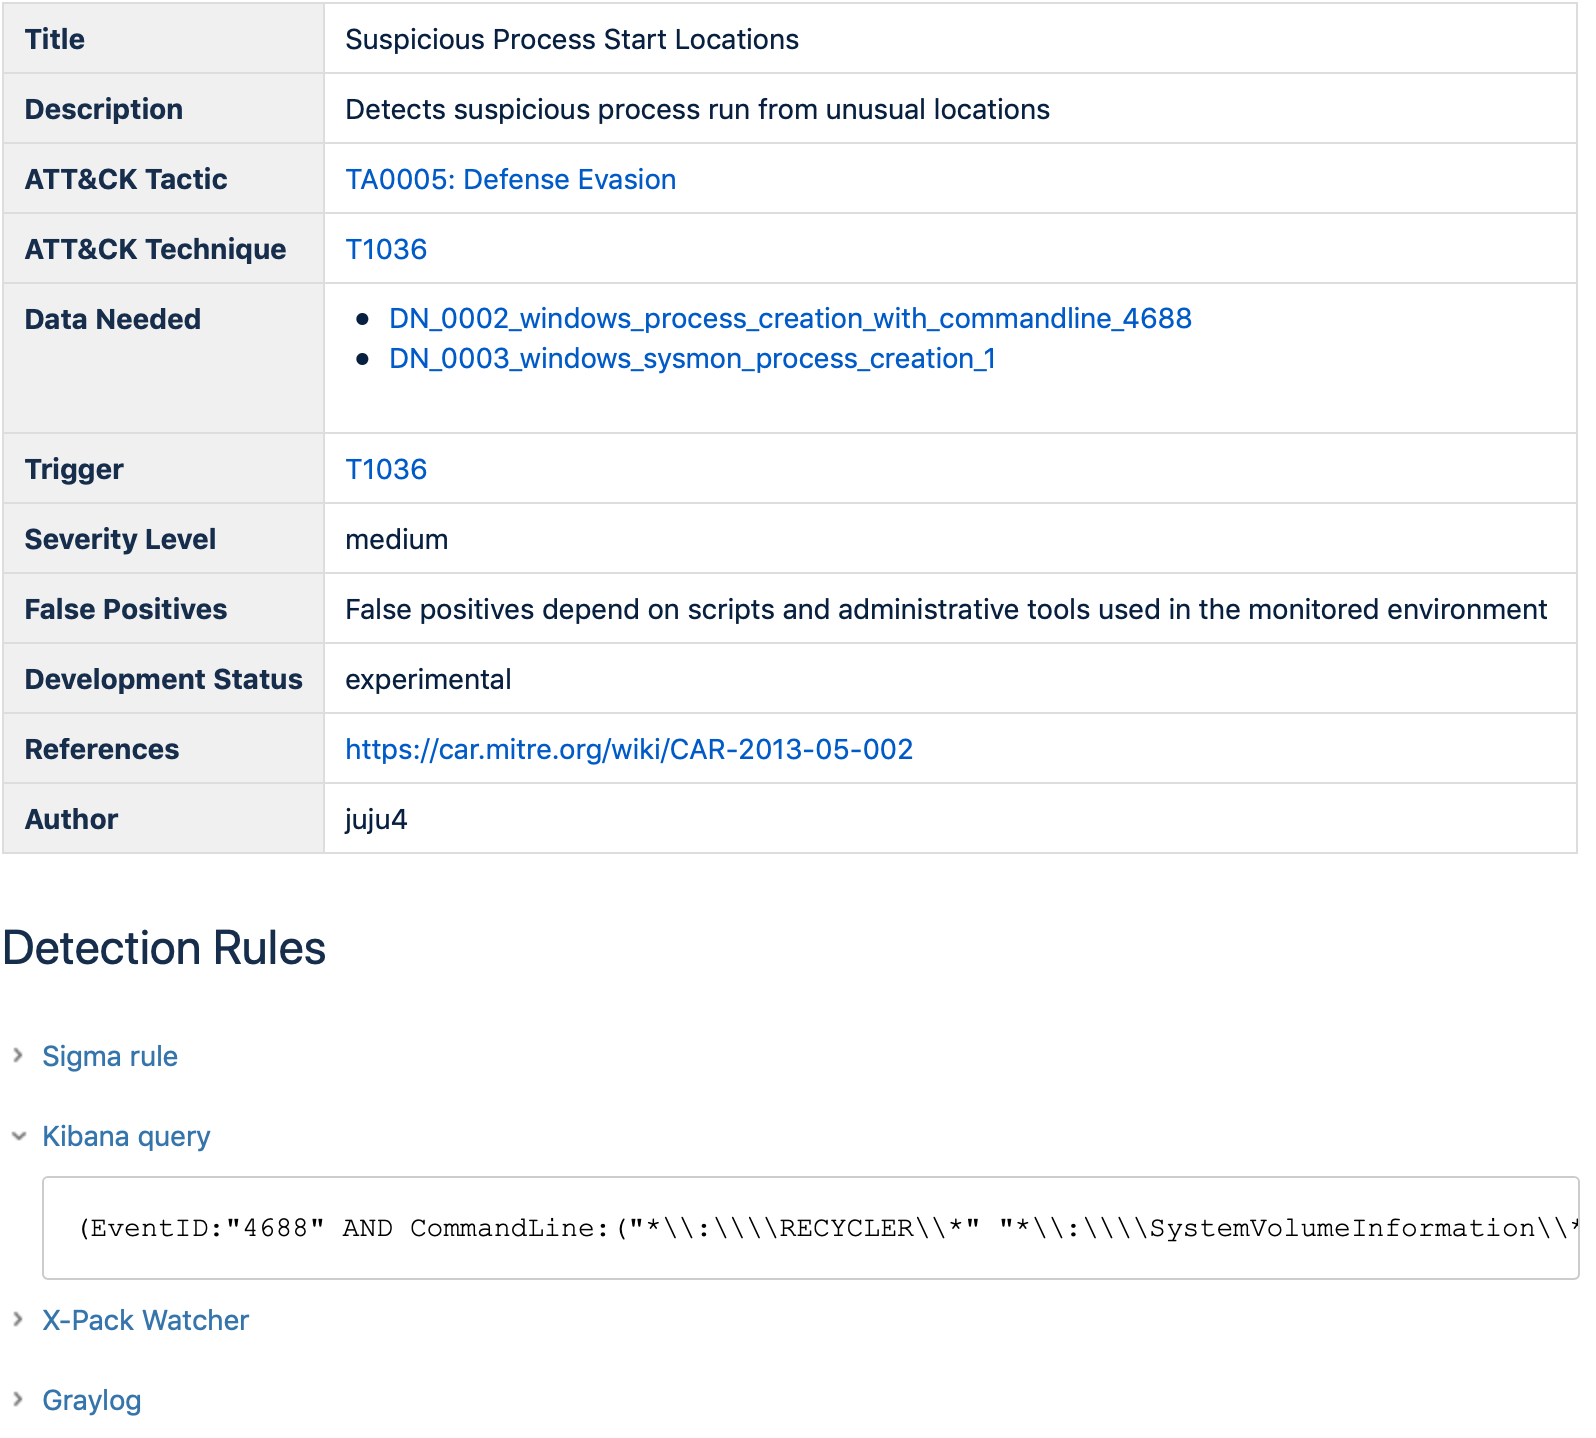 Title Suspicious Process Start Locations
Description Detects suspicious process run from unusual locations
ATT&CK Tactic TA0005: Defense Evasion
ATT&CK Technique T1036
Data Needed • DN_0002_windows_process_creation_with_commandline_4688
• DN_0003_windows_sysmon_process_creation_1
Trigger T1036
Severity Level medium
False Positives False positives depend on scripts and administrative tools used in the monitored environment
Development Status experimental
References https://car.mitre.org/wiki/CAR-2013-05-002
Author juju4
Detection Rules
Sigma rule
Kibana query
(EventID:"4688" AND CommandLine:("*\\:\\\\RECYCLER\\*" "*\\:\\\\SystemVolumeInformation\\*
X-Pack Watcher
Graylog